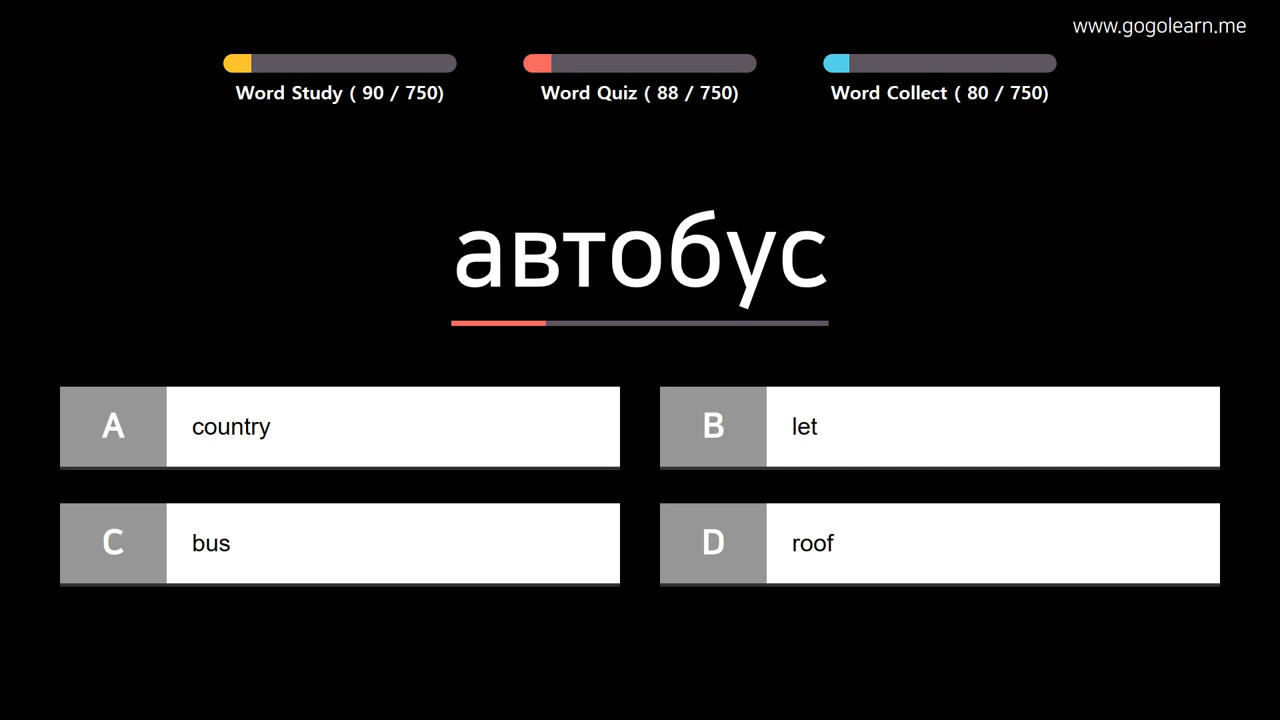 www.gogolearn.me
Word Study ( 90 / 750)
Word Quiz ( 88 / 750)
Word Collect ( 80 / 750)
автобус
A country
B let
C bus
D roof